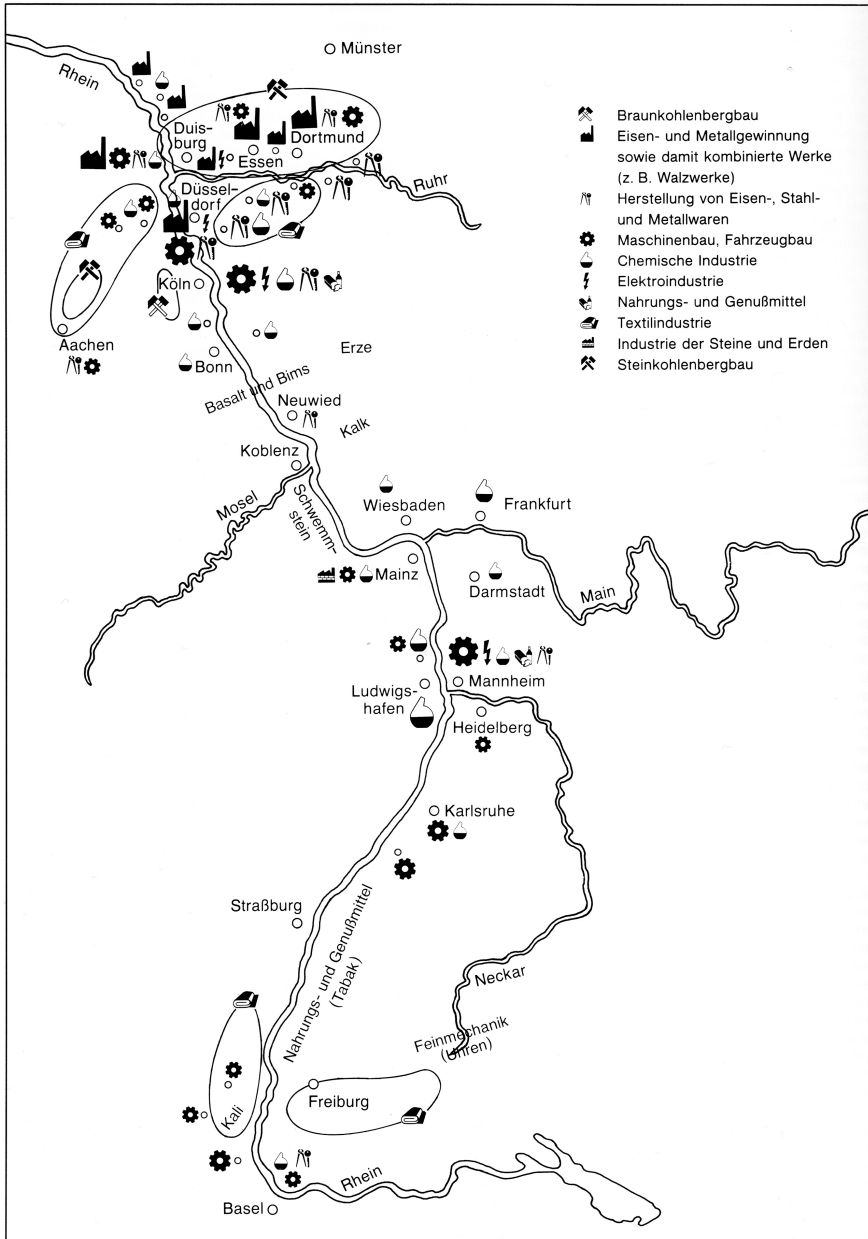 Münster
Rhein
Duis-
burg
Dortmund
Essen
Düssel-
dorf
Ruhr
Köln
Aachen
Bonn
Erze
Basalt und Bims
Neuwied
Kalk
Koblenz
Mosel
Schwemm-
stein
Wiesbaden
Frankfurt
Mainz
Darmstadt
Main
Ludwigs-
hafen
Mannheim
Heidelberg
Karlsruhe
Straßburg
Nahrungs- und Genußmittel
(Tabak)
Neckar
Feinmechanik
(Uhren)
Kali
Freiburg
Rhein
Basel
Braunkohlenbergbau
Eisen- und Metallgewinnung
sowie damit kombinierte Werke
(z. B. Walzwerke)
Herstellung von Eisen-, Stahl-
und Metallwaren
Maschinenbau, Fahrzeugbau
Chemische Industrie
Elektroindustrie
Nahrungs- und Genußmittel
Textilindustrie
Industrie der Steine und Erden
Steinkohlenbergbau